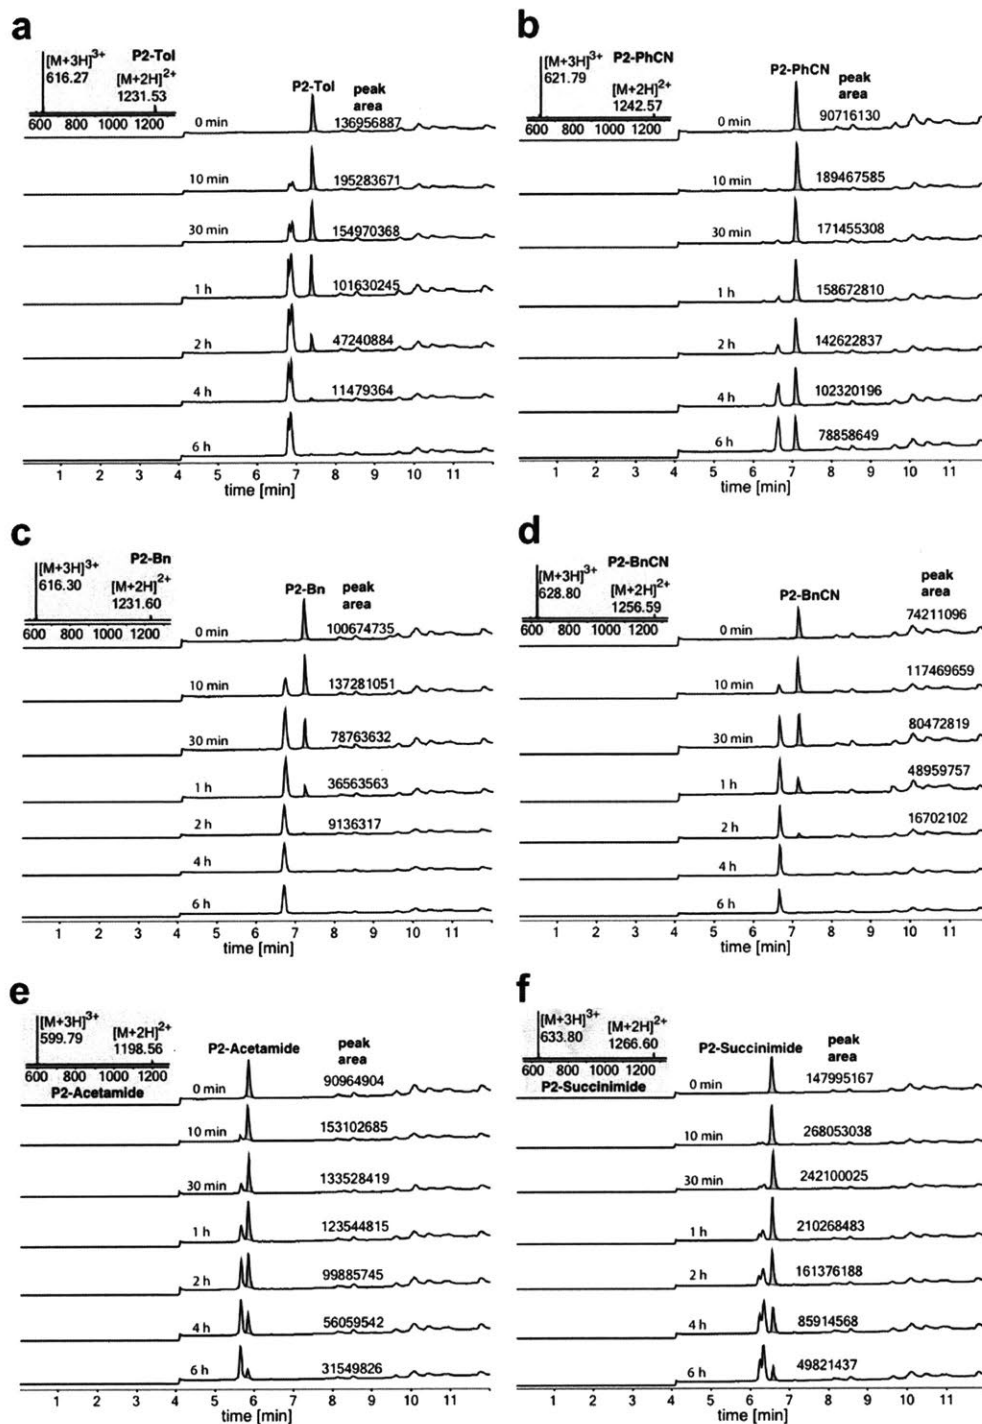 a
[M+3H]3+ P2-Tol
616.27 [M+2H]2+
1231.53
600 800 1000 1200
P2-Tol peak
area
0 min 136956887
10 min 195283671
30 min 154970368
1 h 101630245
2 h 47240884
4 h 11479364
6 h
1 2 3 4 5 6 7 8 9 10 11
time [min]
b
[M+3H]3+ P2-PhCN
621.79 [M+2H]2+
1242.57
600 800 1000 1200
P2-PhCN peak
area
0 min 90716130
10 min 189467585
30 min 171455308
1 h 158672810
2 h 142622837
4 h 102320196
6 h 78858649
1 2 3 4 5 6 7 8 9 10 11
time [min]
c
[M+3H]3+ P2-Bn
616.30 [M+2H]2+
1231.60
600 800 1000 1200
P2-Bn peak
area
0 min 100674735
10 min 137281051
30 min 78763632
1 h 36563563
2 h 9136317
4 h
6 h
1 2 3 4 5 6 7 8 9 10 11
time [min]
d
[M+3H]3+ P2-BnCN
628.80 [M+2H]2+
1256.59
600 800 1000 1200
P2-BnCN peak
area
0 min 74211096
10 min 117469659
30 min 80472819
1 h 48959757
2 h 16702102
4 h
6 h
1 2 3 4 5 6 7 8 9 10 11
time [min]
e
[M+3H]3+ [M+2H]2+
599.79 1198.56
600 800 1000 1200
P2-Acetamide
P2-Acetamide peak
area
0 min 90964904
10 min 153102685
30 min 133528419
1 h 123544815
2 h 99885745
4 h 56059542
6 h 31549826
1 2 3 4 5 6 7 8 9 10 11
time [min]
f
[M+3H]3+ [M+2H]2+
633.80 1266.60
600 800 1000 1200
P2-Succinimide
P2-Succinimide peak
area
0 min 147995167
10 min 268053038
30 min 242100025
1 h 210268483
2 h 161376188
4 h 85914568
6 h 49821437
1 2 3 4 5 6 7 8 9 10 11
time [min]